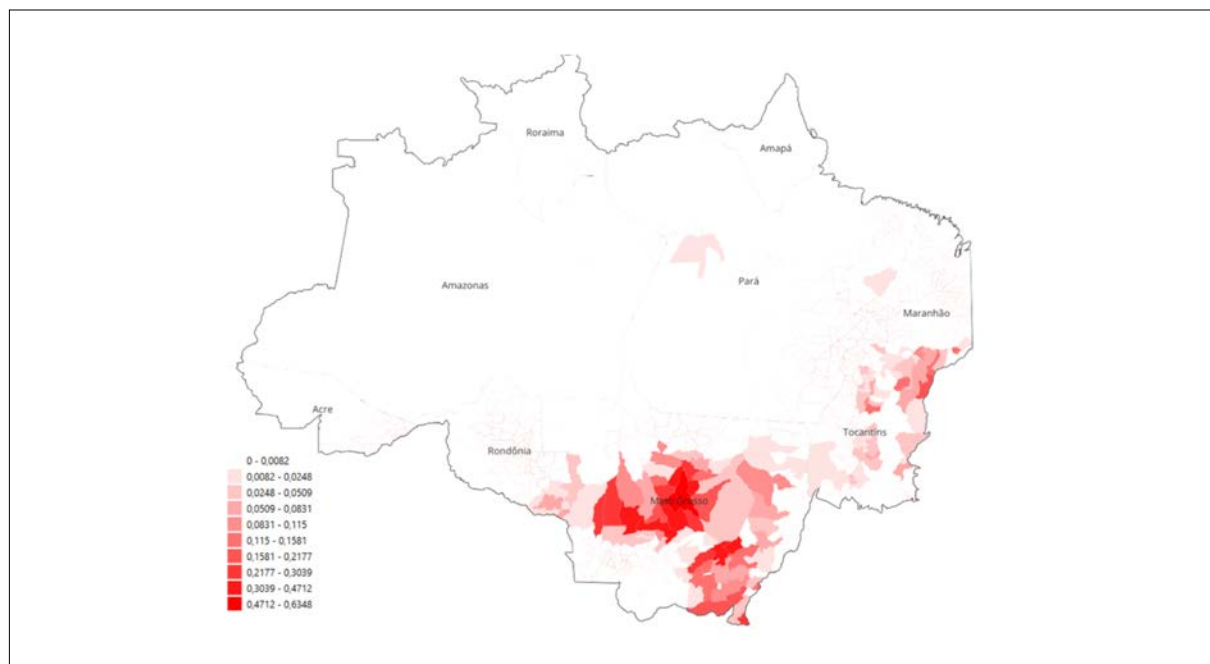 Roraima
Amapá
Amazonas
Pará
Maranhão
Acre
Tocantins
Rondônia
Mato Grosso
0 - 0,0082
0,0082 - 0,0248
0,0248 - 0,0509
0,0509 - 0,0831
0,0831 - 0,115
0,115 - 0,1581
0,1581 - 0,2177
0,2177 - 0,3039
0,3039 - 0,4712
0,4712 - 0,6348